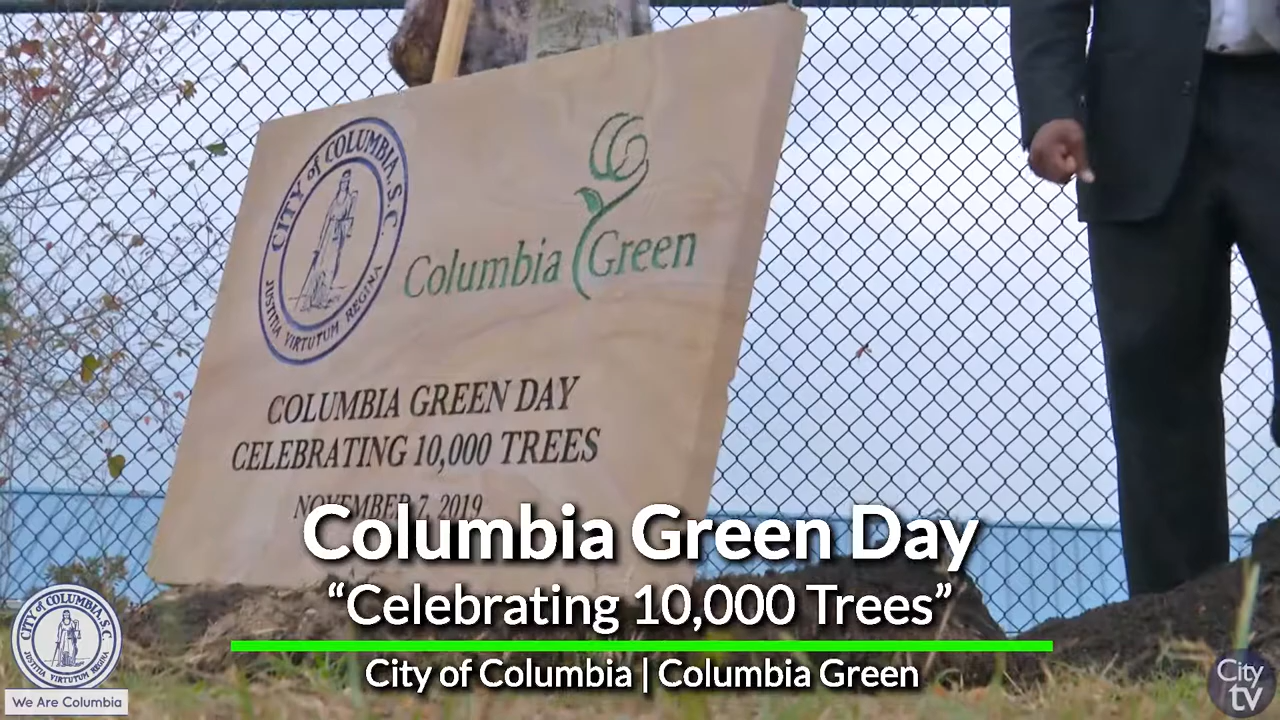 CITY of COLUMBIA, S.C.
JUSTITIA VIRTUTUM REGINA
Columbia Green
COLUMBIA GREEN DAY
CELEBRATING 10,000 TREES
NOVEMBER 7, 2019
Columbia Green Day
“Celebrating 10,000 Trees”
City of Columbia | Columbia Green
CITY of COLUMBIA, S.C.
JUSTITIA VIRTUTUM REGINA
We Are Columbia
City
tv